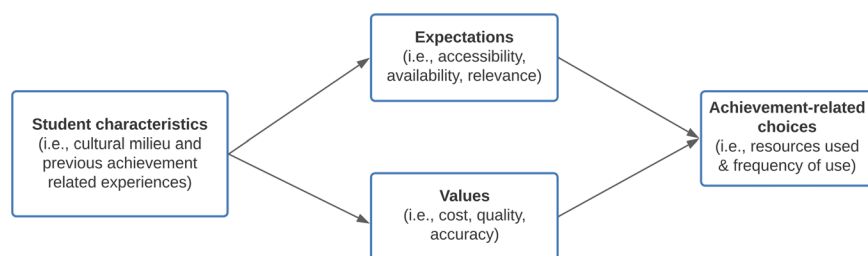 Expectations
(i.e., accessibility,
availability, relevance)
Student characteristics
(i.e., cultural milieu and
previous achievement
related experiences)
Achievement-related
choices
(i.e., resources used
& frequency of use)
Values
(i.e., cost, quality,
accuracy)